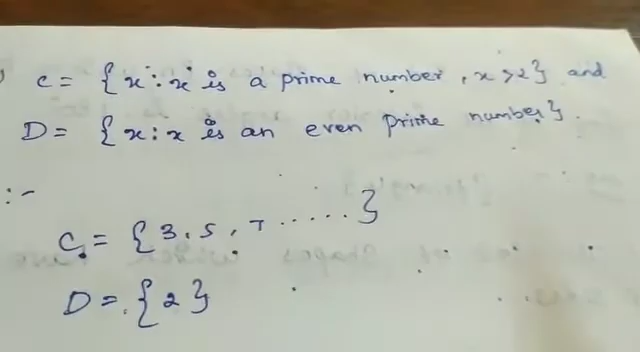 C = {x : x is a prime number, x > 2} and
D = {x : x is an even prime number}.
:-
C = {3, 5, 7 ......}
D = {2}